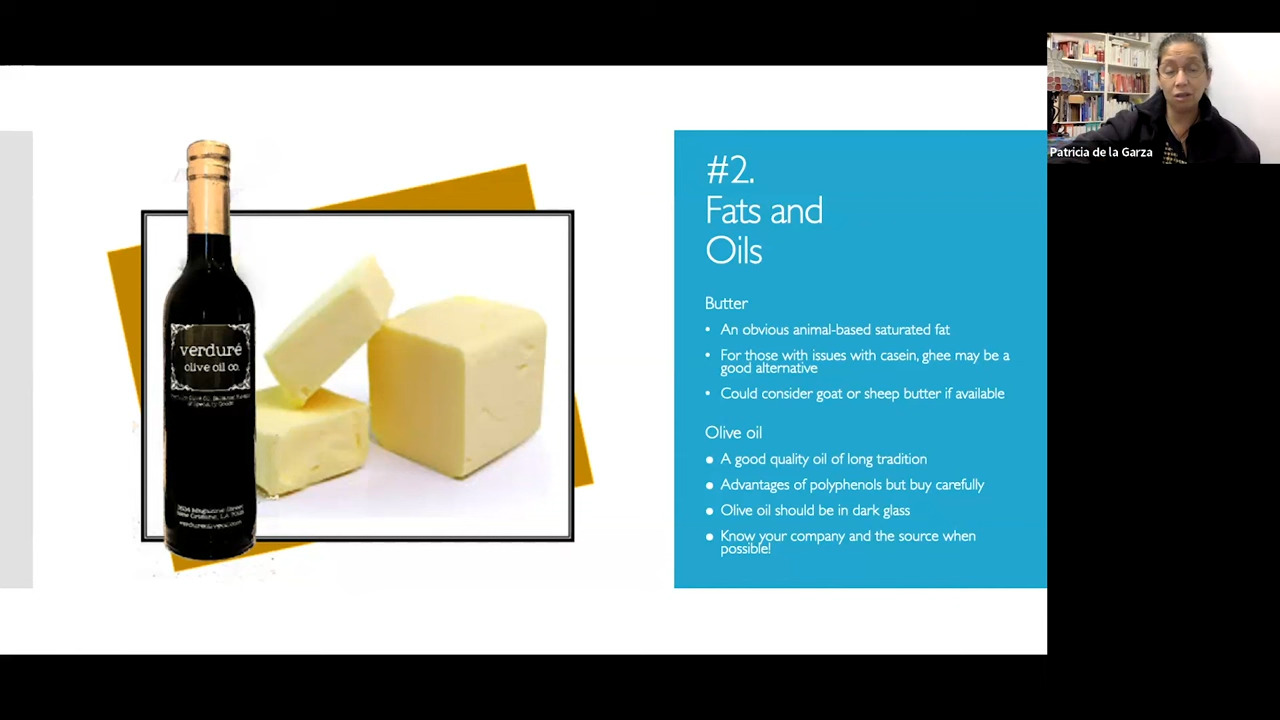 Patricia de la Garza
#2.
Fats and
Oils
Butter
• An obvious animal-based saturated fat
• For those with issues with casein, ghee may be a
good alternative
• Could consider goat or sheep butter if available
Olive oil
● A good quality oil of long tradition
● Advantages of polyphenols but buy carefully
● Olive oil should be in dark glass
● Know your company and the source when
possible!
verduré
olive oil co.
New Orleans, LA